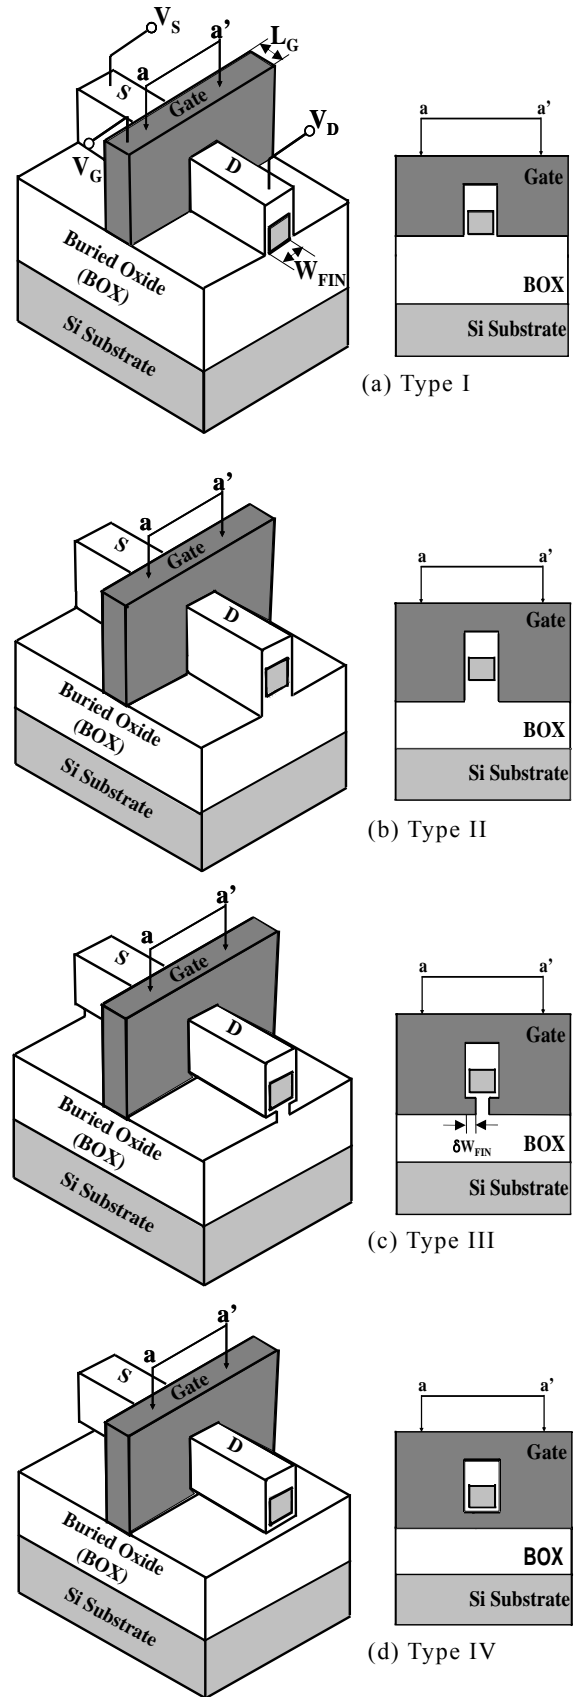 V_S
a'
L_G
a
S
Gate
V_D
V_G
D
Buried Oxide
(BOX)
W_FIN
Si Substrate
a a'
Gate
BOX
Si Substrate
(a) Type I
a'
a
S
Gate
D
Buried Oxide
(BOX)
Si Substrate
a a'
Gate
BOX
Si Substrate
(b) Type II
a'
a
S
Gate
D
Buried Oxide
(BOX)
Si Substrate
a a'
Gate
δW_FIN
BOX
Si Substrate
(c) Type III
a'
a
S
Gate
D
Buried Oxide
(BOX)
Si Substrate
a a'
Gate
BOX
Si Substrate
(d) Type IV